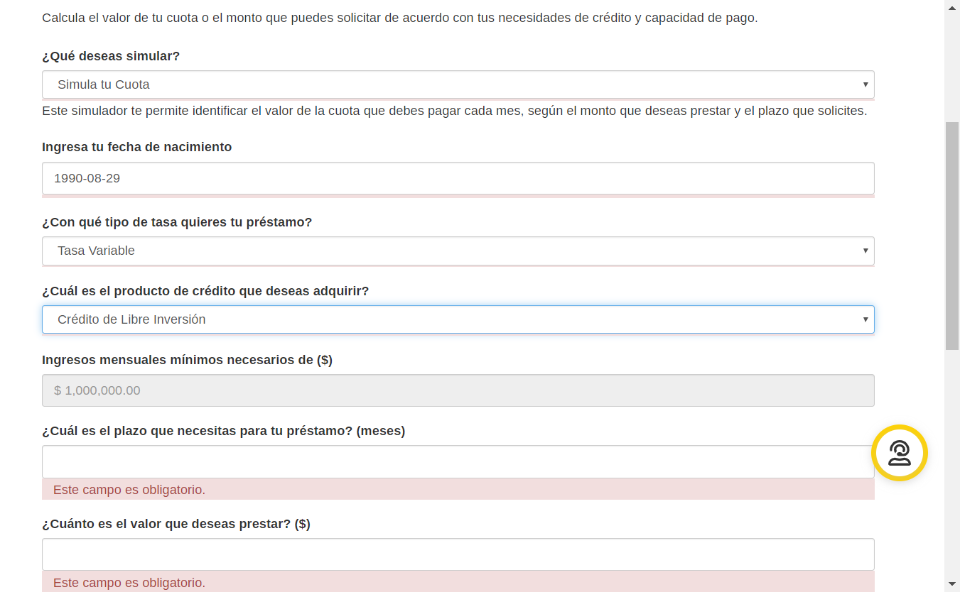 Calcula el valor de tu cuota o el monto que puedes solicitar de acuerdo con tus necesidades de crédito y capacidad de pago.
¿Qué deseas simular?
Simula tu Cuota
Este simulador te permite identificar el valor de la cuota que debes pagar cada mes, según el monto que deseas prestar y el plazo que solicites.
Ingresa tu fecha de nacimiento
1990-08-29
¿Con qué tipo de tasa quieres tu préstamo?
Tasa Variable
¿Cuál es el producto de crédito que deseas adquirir?
Crédito de Libre Inversión
Ingresos mensuales mínimos necesarios de ($)
$ 1,000,000.00
¿Cuál es el plazo que necesitas para tu préstamo? (meses)
Este campo es obligatorio.
¿Cuánto es el valor que deseas prestar? ($)
Este campo es obligatorio.